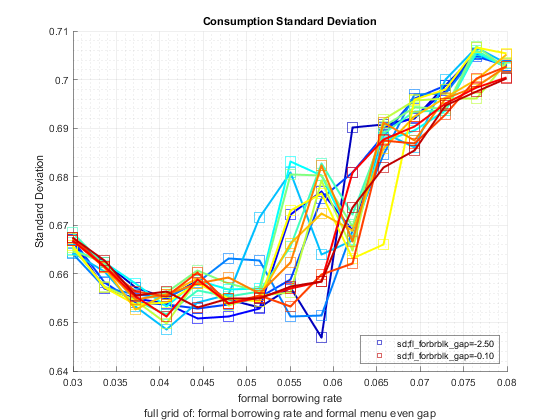 Consumption Standard Deviation
0.71
0.7
0.69
0.68
0.67
0.66
0.65
0.64
Standard Deviation
sd;fl_forbrblk_gap=-2.50
sd;fl_forbrblk_gap=-0.10
0.03 0.035 0.04 0.045 0.05 0.055 0.06 0.065 0.07 0.075 0.08
formal borrowing rate
full grid of: formal borrowing rate and formal menu even gap